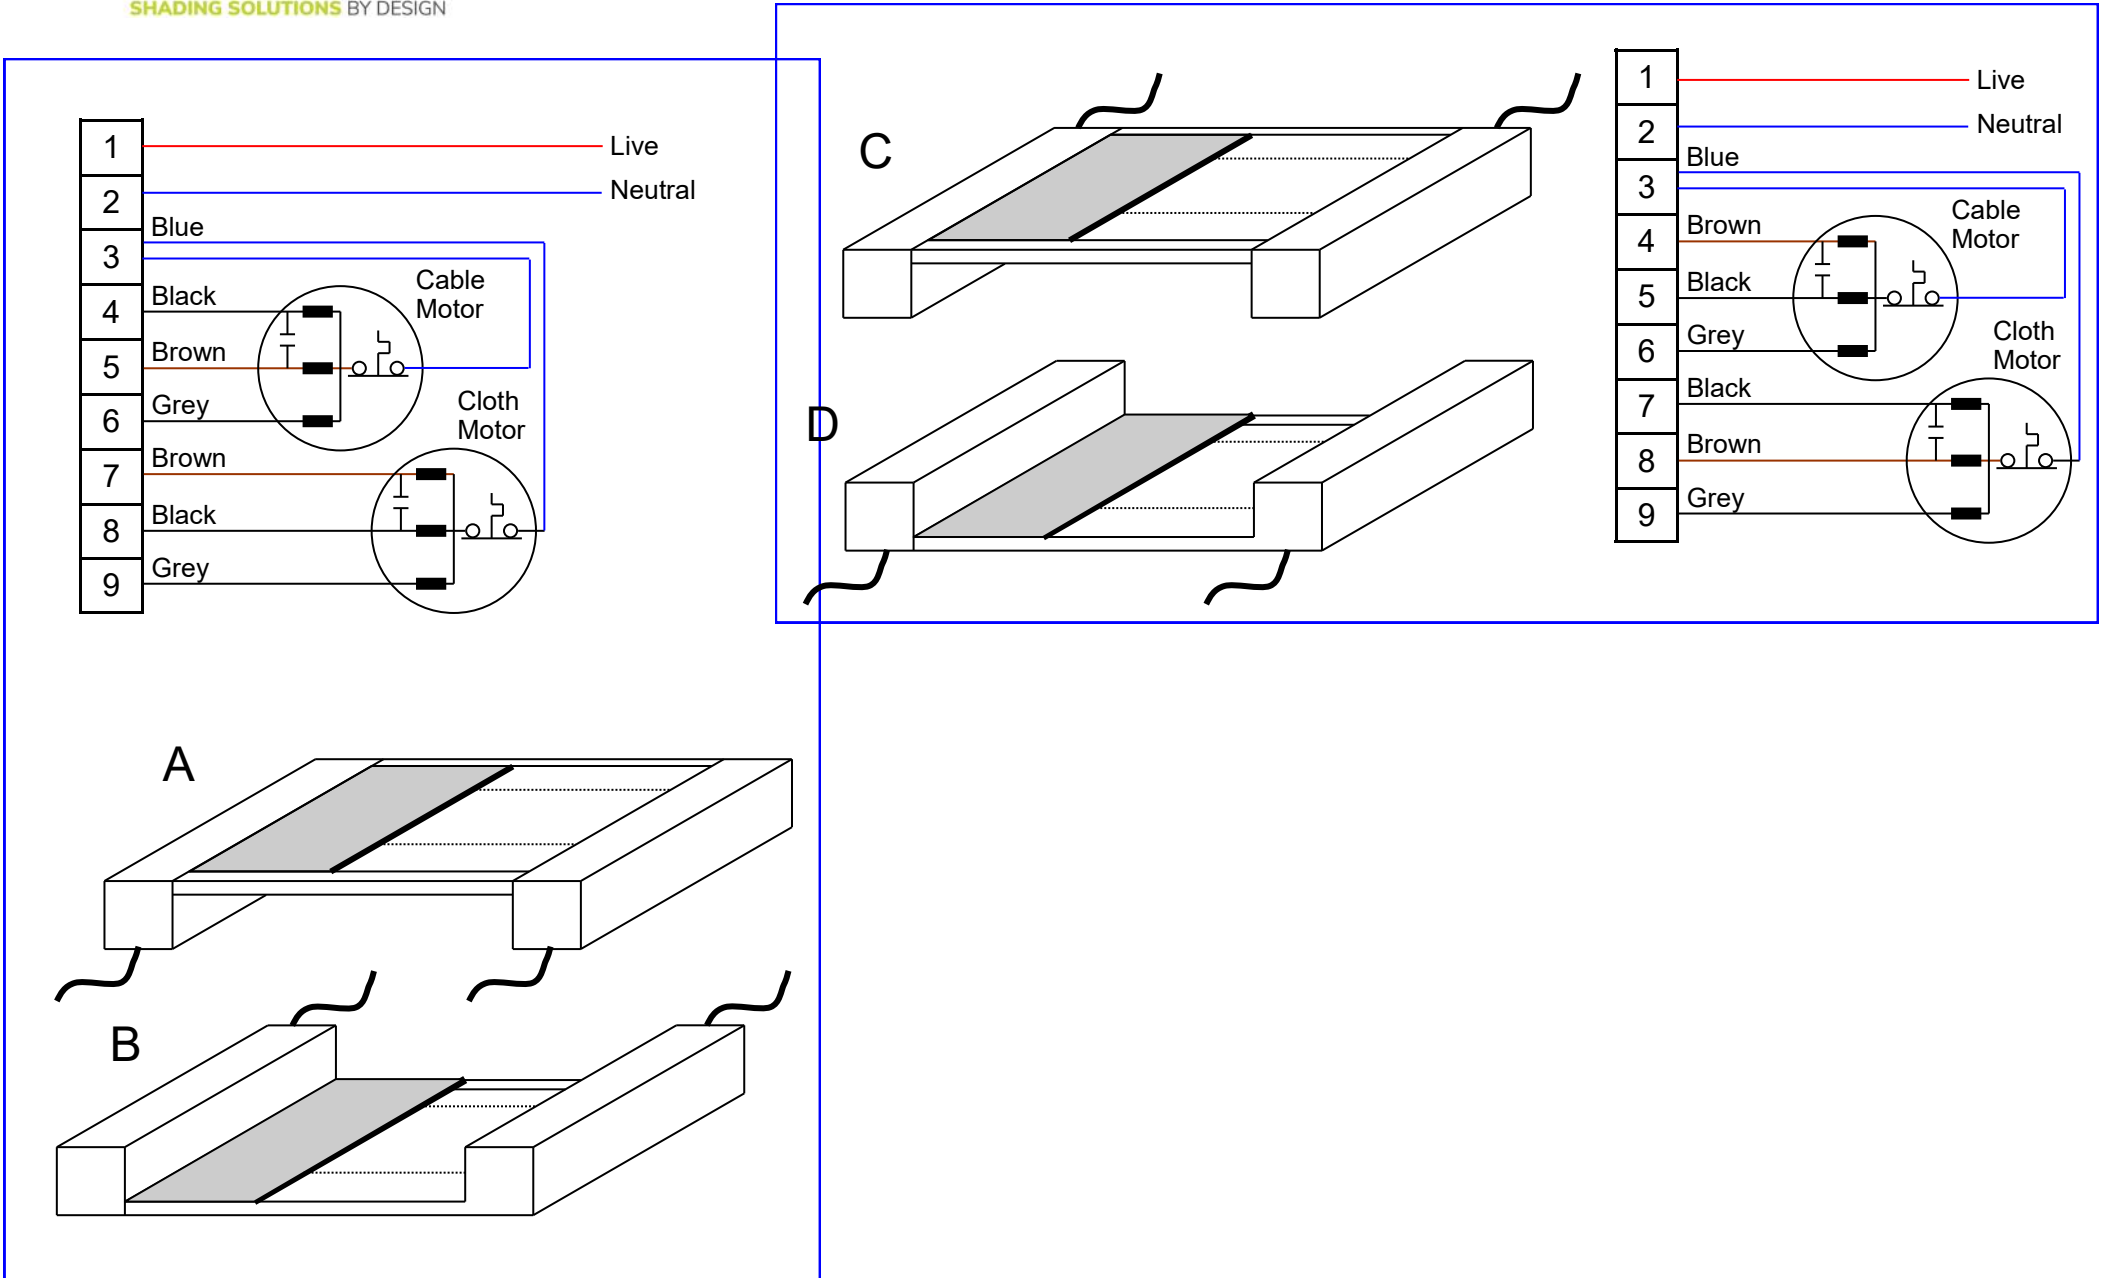 SHADING SOLUTIONS BY DESIGN
1
Live
2
Neutral
Blue
3
Cable
Motor
Black
4
Brown
5
Cloth
Motor
Grey
6
Brown
7
Black
8
Grey
9
A
B
C
D
1
Live
2
Neutral
Blue
3
Cable
Motor
Brown
4
Black
5
Cloth
Motor
Grey
6
Black
7
Brown
8
Grey
9